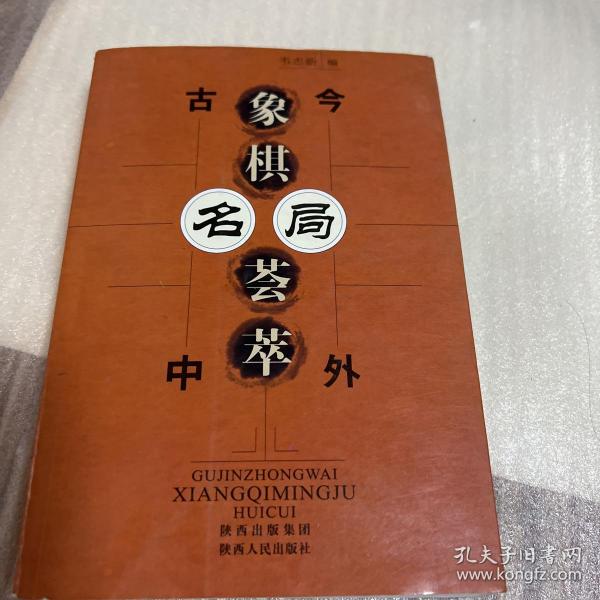 韦志新 编
古 今
象
棋
名 局
荟
萃
中 外
GUJINZHONGWAI
XIANGQIMINGJU
HUICUI
陕西出版集团
陕西人民出版社
孔夫子旧书网
www.kongfz.com